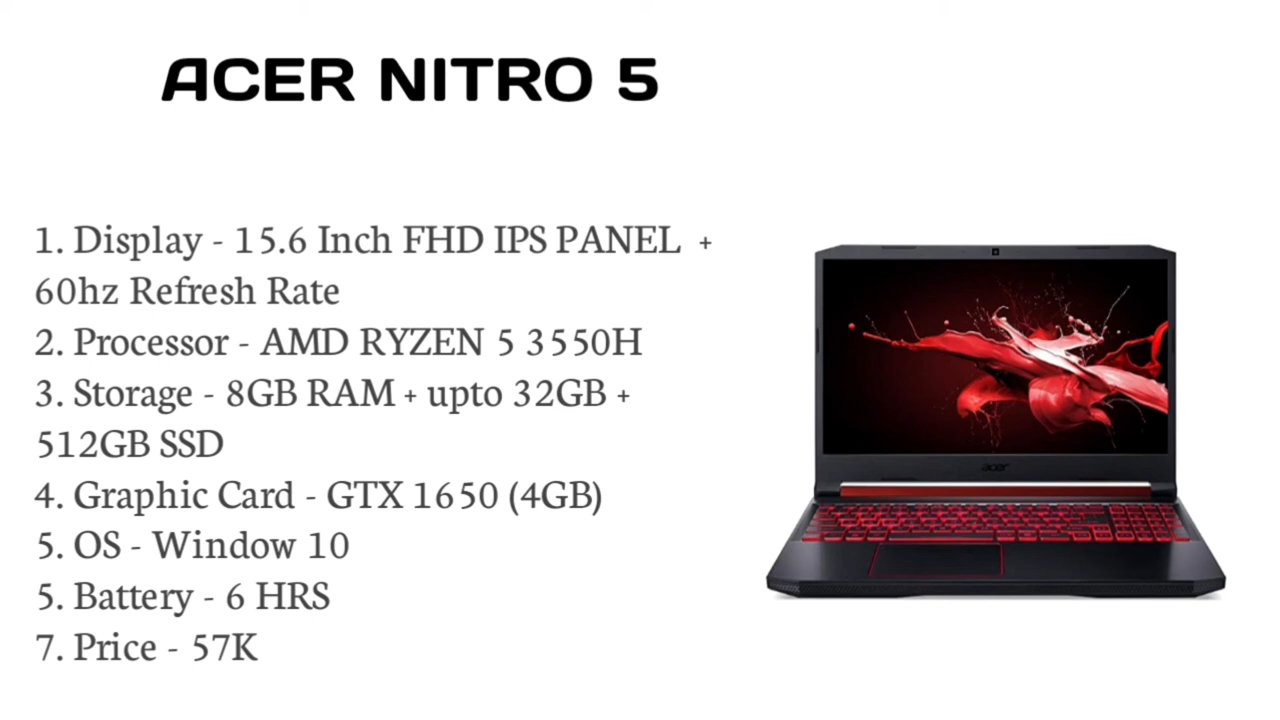 ACER NITRO 5
1. Display - 15.6 Inch FHD IPS PANEL +
60hz Refresh Rate
2. Processor - AMD RYZEN 5 3550H
3. Storage - 8GB RAM + upto 32GB +
512GB SSD
4. Graphic Card - GTX 1650 (4GB)
5. OS - Window 10
5. Battery - 6 HRS
7. Price - 57K
acer